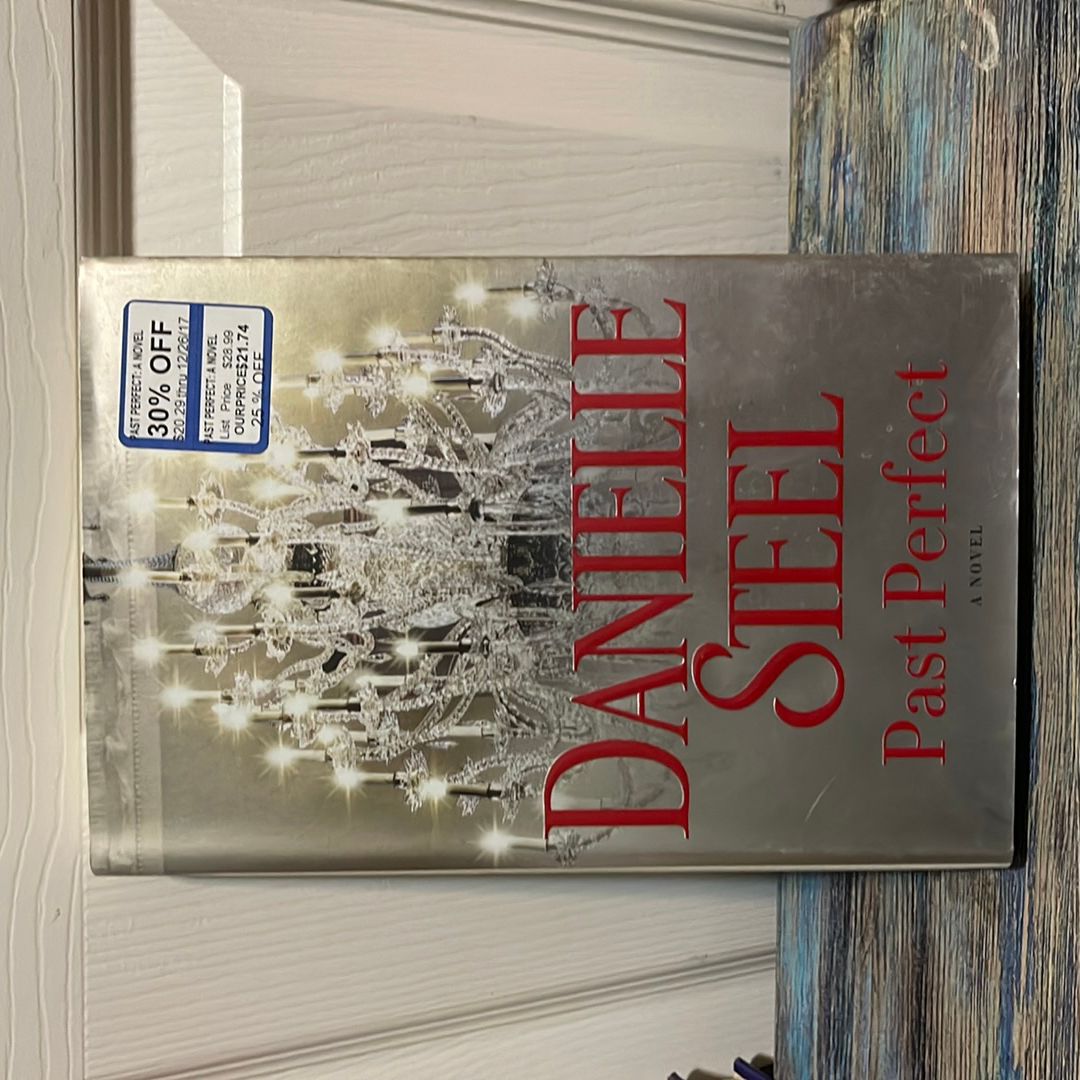 PAST PERFECT: A NOVEL
30% OFF
$20.29 thru 12/26/17
PAST PERFECT: A NOVEL
List Price $28.99
OURPRICE$21.74
25 % OFF
DANIELLE
STEEL
Past Perfect
A NOVEL